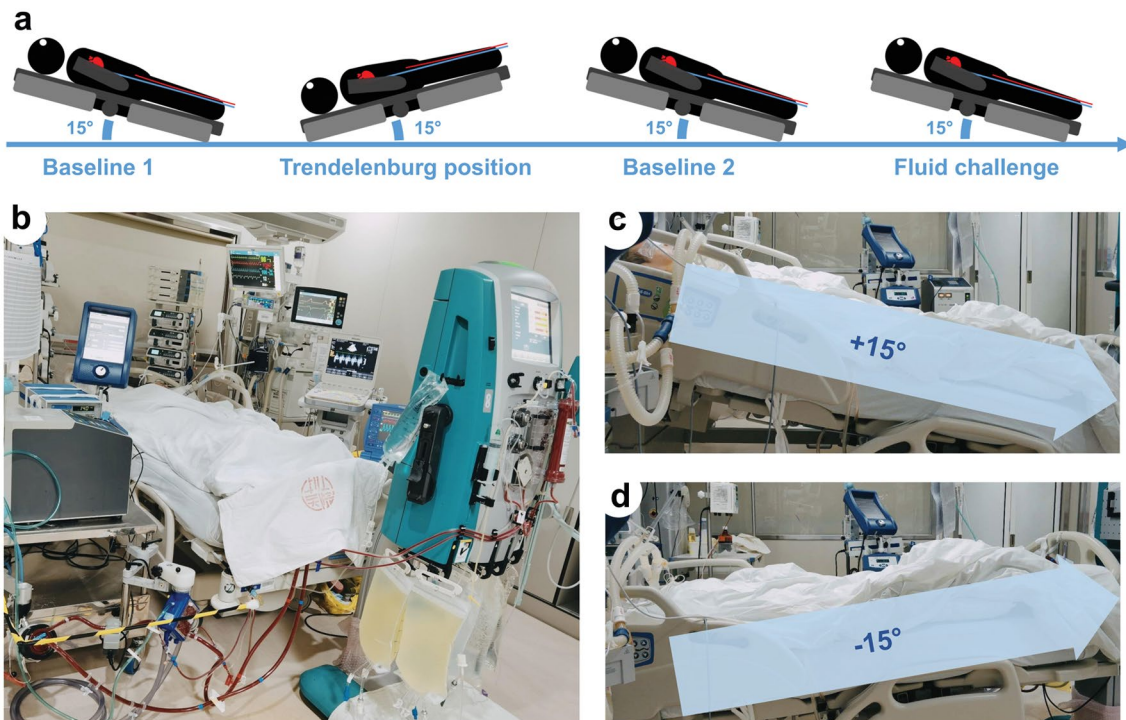 a
15°
15°
15°
15°
Baseline 1
Trendelenburg position
Baseline 2
Fluid challenge
b
c
+15°
d
-15°